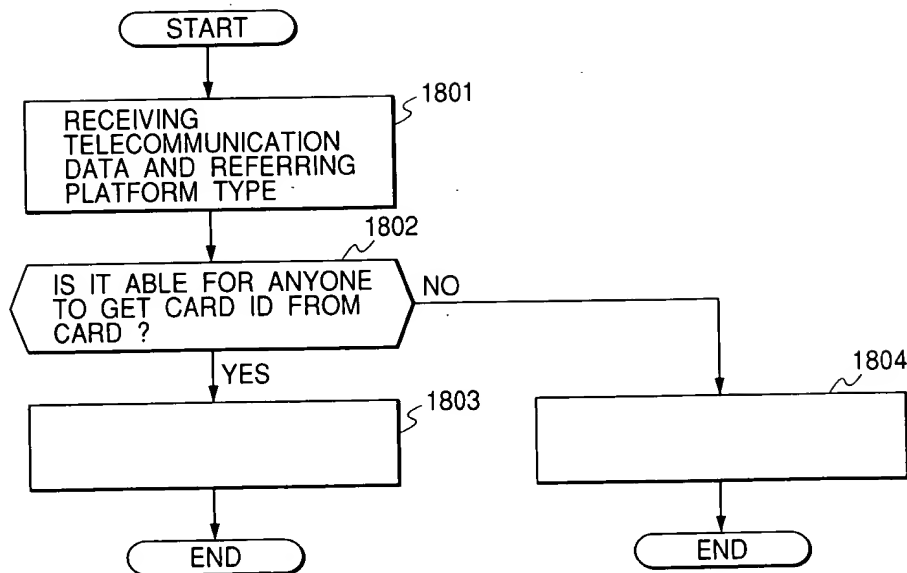 START
1801
RECEIVING
TELECOMMUNICATION
DATA AND REFERRING
PLATFORM TYPE
1802
IS IT ABLE FOR ANYONE
TO GET CARD ID FROM
CARD ?
NO
YES
1803
1804
END
END